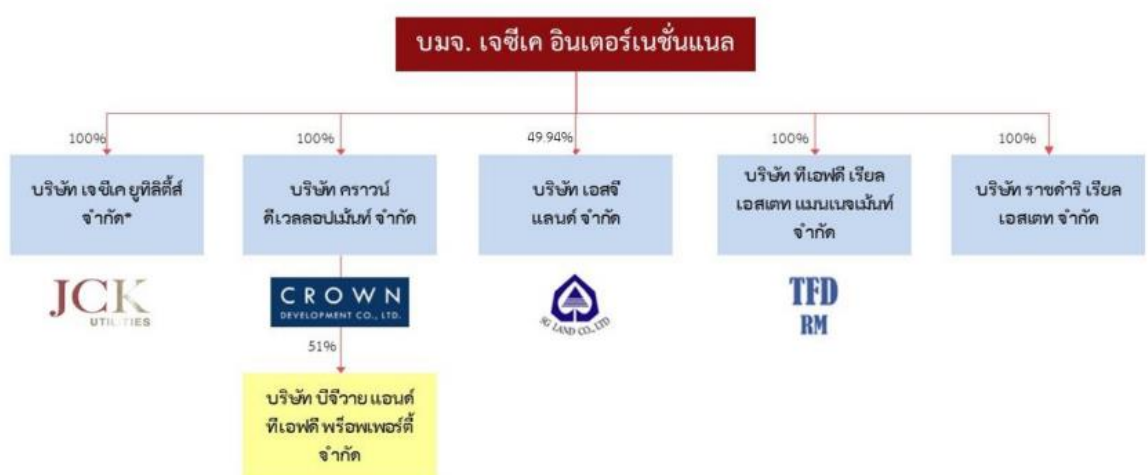 บมจ. เจซีเค อินเตอร์เนชั่นแนล
100%
100%
49.94%
100%
100%
บริษัท เจซีเค ยูทิลิตี้ส์
จำกัด*
บริษัท คราวน์
ดีเวลลอปเม้นท์ จำกัด
บริษัท เอสจี
แลนด์ จำกัด
บริษัท ทีเอฟดี เรียล
เอสเตท แมนเนจเม้นท์
จำกัด
บริษัท ราชดำริ เรียล
เอสเตท จำกัด
JCK
UTILITIES
CROWN
DEVELOPMENT CO., LTD.
SG LAND CO., LTD
TFD
RM
51%
บริษัท บีจีวาย แอนด์
ทีเอฟดี พร็อพเพอร์ตี้
จำกัด